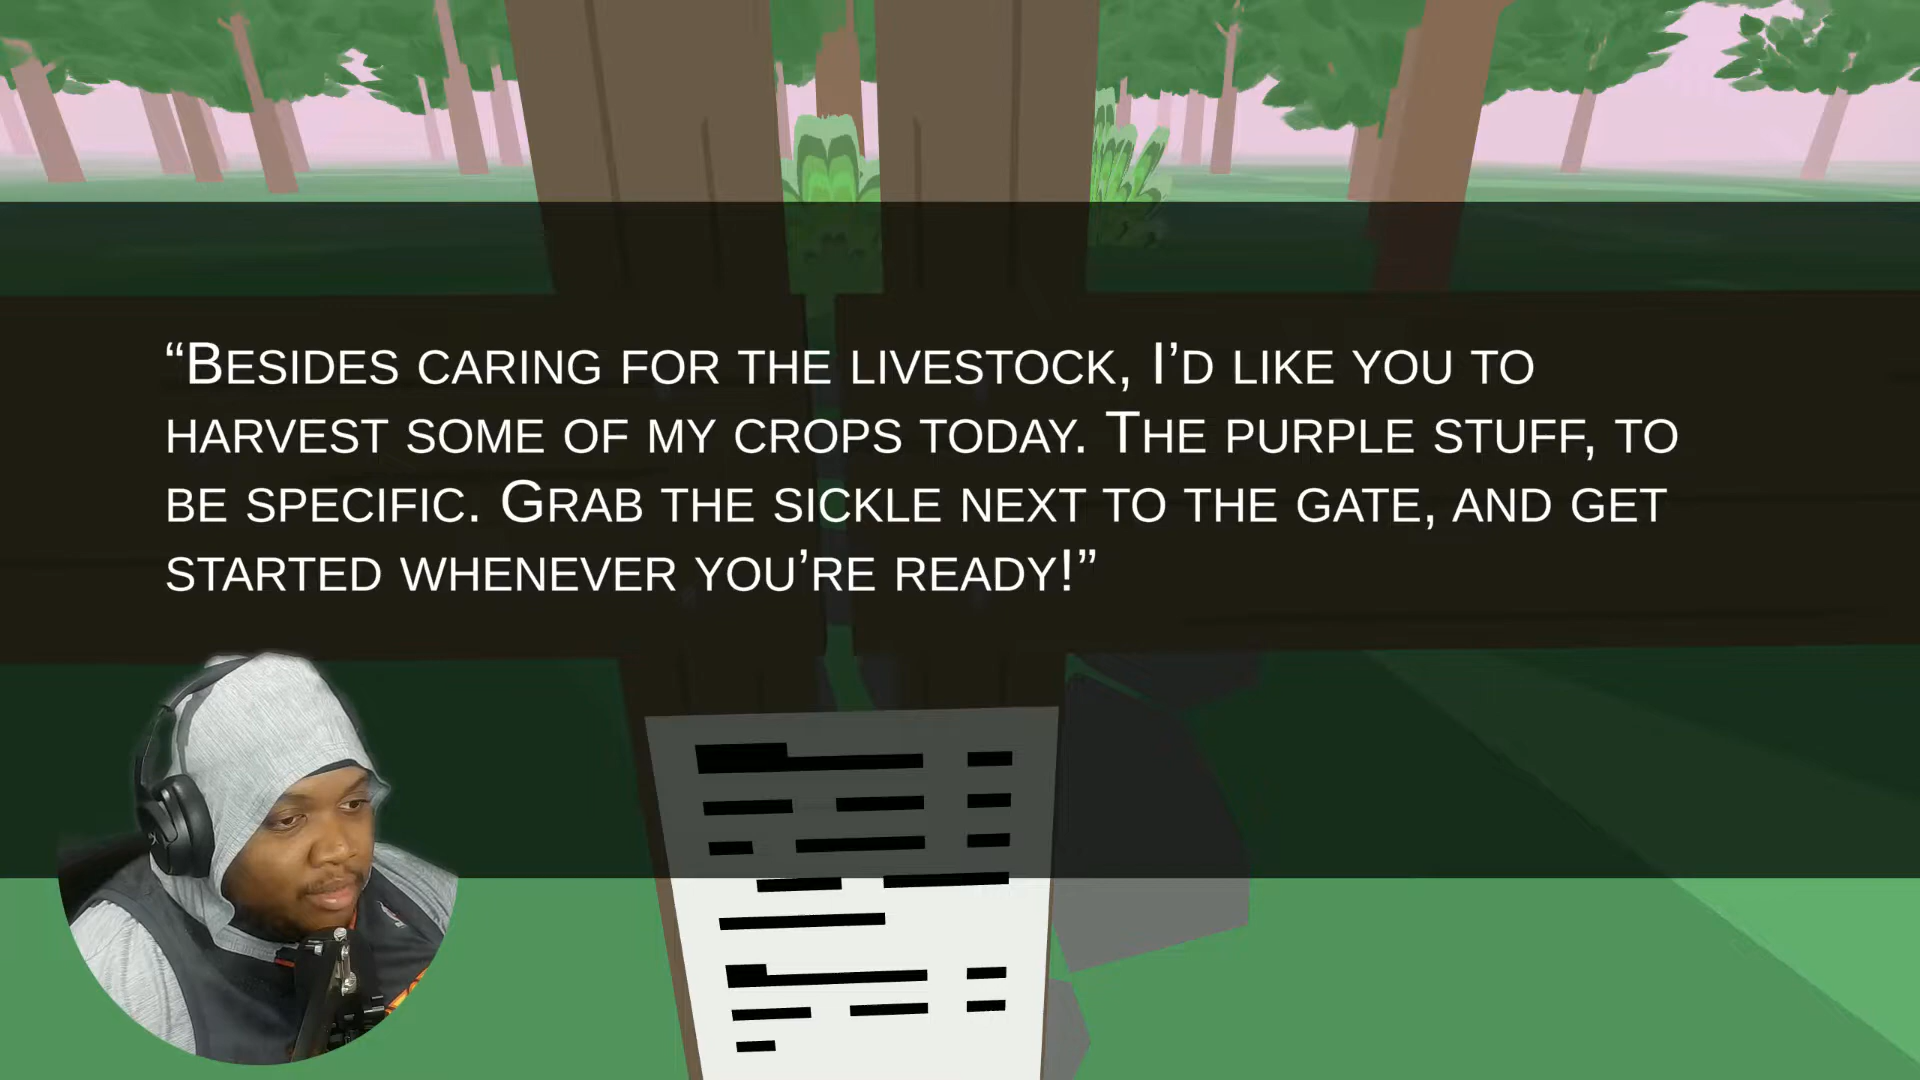 “BESIDES CARING FOR THE LIVESTOCK, I’D LIKE YOU TO
HARVEST SOME OF MY CROPS TODAY. THE PURPLE STUFF, TO
BE SPECIFIC. GRAB THE SICKLE NEXT TO THE GATE, AND GET
STARTED WHENEVER YOU’RE READY!”